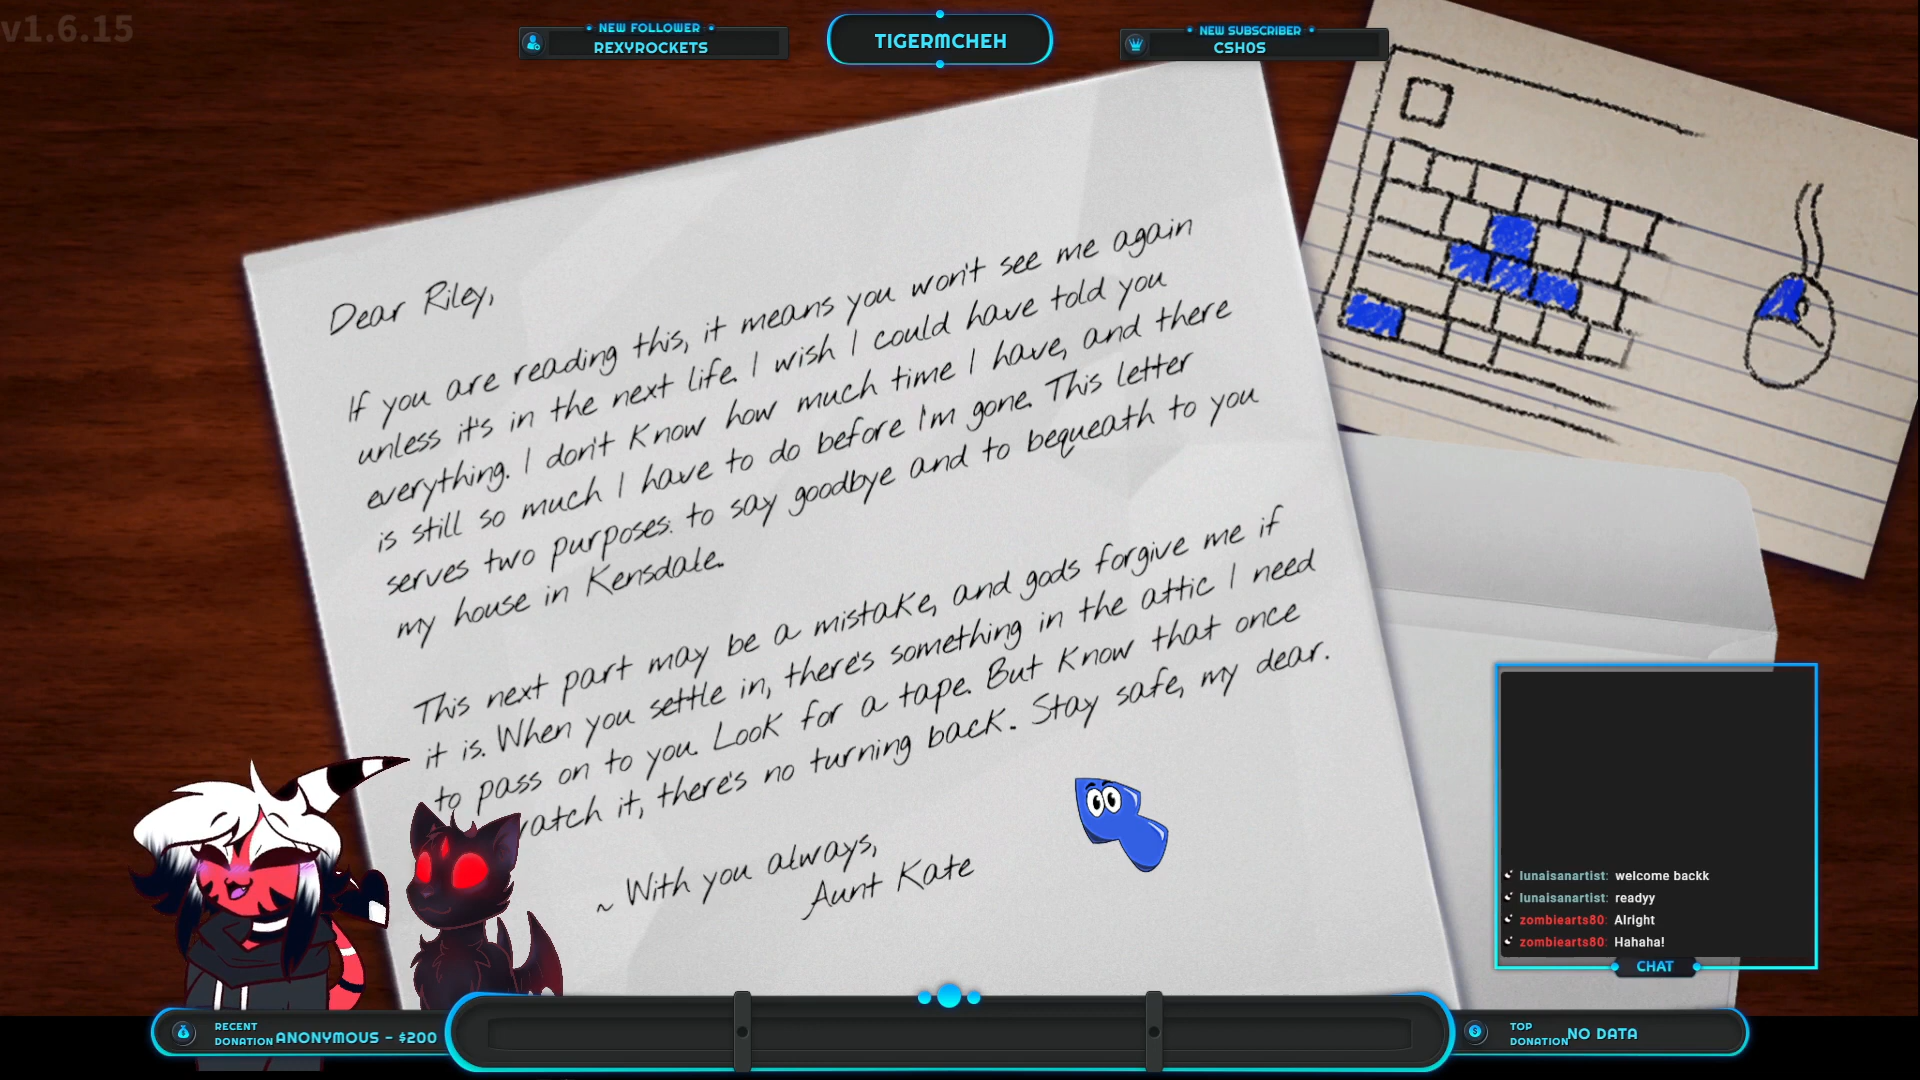 v1.6.15
NEW FOLLOWER
REXYROCKETS
TIGERMCHEH
NEW SUBSCRIBER
CSH0S
Dear Riley,
If you are reading this, it means you won't see me again
unless it's in the next life. I wish I could have told you
everything. I don't know how much time I have, and there
is still so much I have to do before I'm gone. This letter
serves two purposes: to say goodbye and to bequeath to you
my house in Kensdale.
This next part may be a mistake, and gods forgive me if
it is. When you settle in, there's something in the attic I need
to pass on to you. Look for a tape. But know that once
watch it, there's no turning back. Stay safe, my dear.
~ With you always,
Aunt Kate
lunaisanartist: welcome backk
lunaisanartist: readyy
zombiearts80: Alright
zombiearts80: Hahaha!
CHAT
RECENT
DONATION ANONYMOUS - $200
TOP
DONATION NO DATA